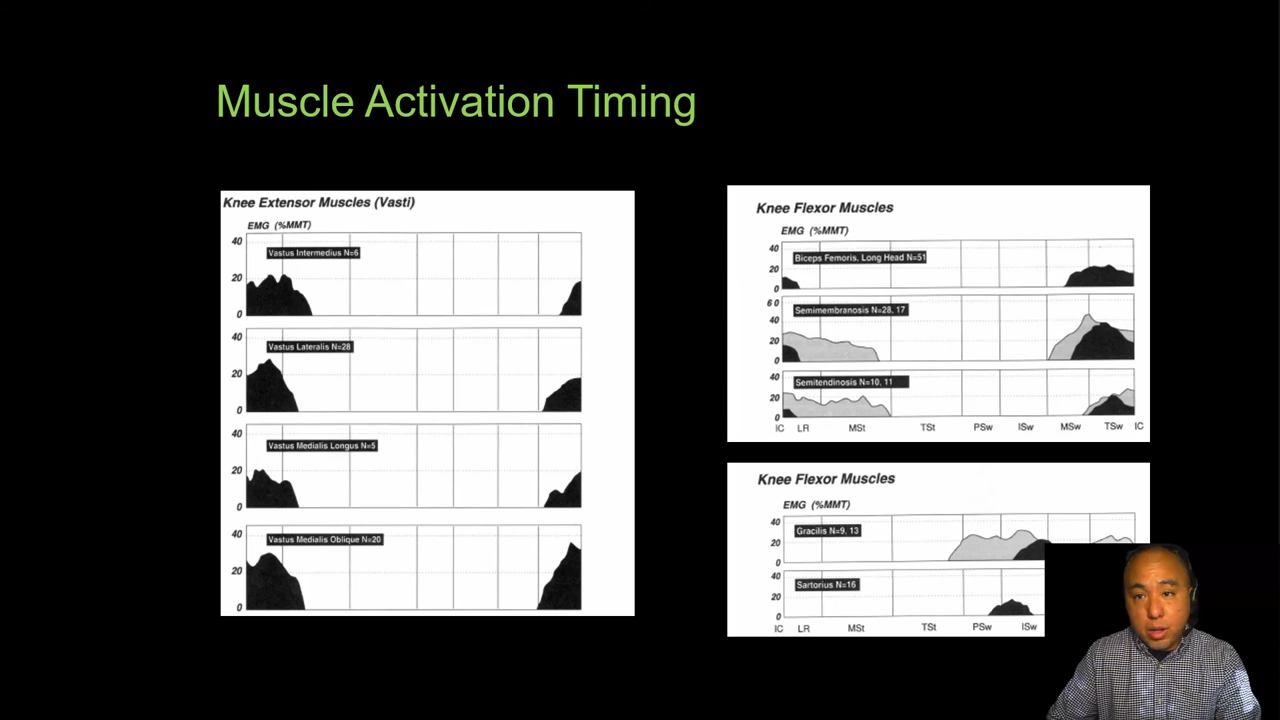 Muscle Activation Timing
Knee Extensor Muscles (Vasti)
EMG (%MMT)
40
Vastus Intermedius N=6
20
0
40
Vastus Lateralis N=28
20
0
40
Vastus Medialis Longus N=5
20
0
40
Vastus Medialis Oblique N=20
20
0
Knee Flexor Muscles
EMG (%MMT)
40
Biceps Femoris, Long Head N=51
20
0
60
Semimembranosis N=28, 17
40
20
0
40
Semitendinosis N=10, 11
20
0
IC LR MSt TSt PSw ISw MSw TSw IC
Knee Flexor Muscles
EMG (%MMT)
40
Gracilis N=9, 13
20
0
40
Sartorius N=16
20
0
IC LR MSt TSt PSw ISw